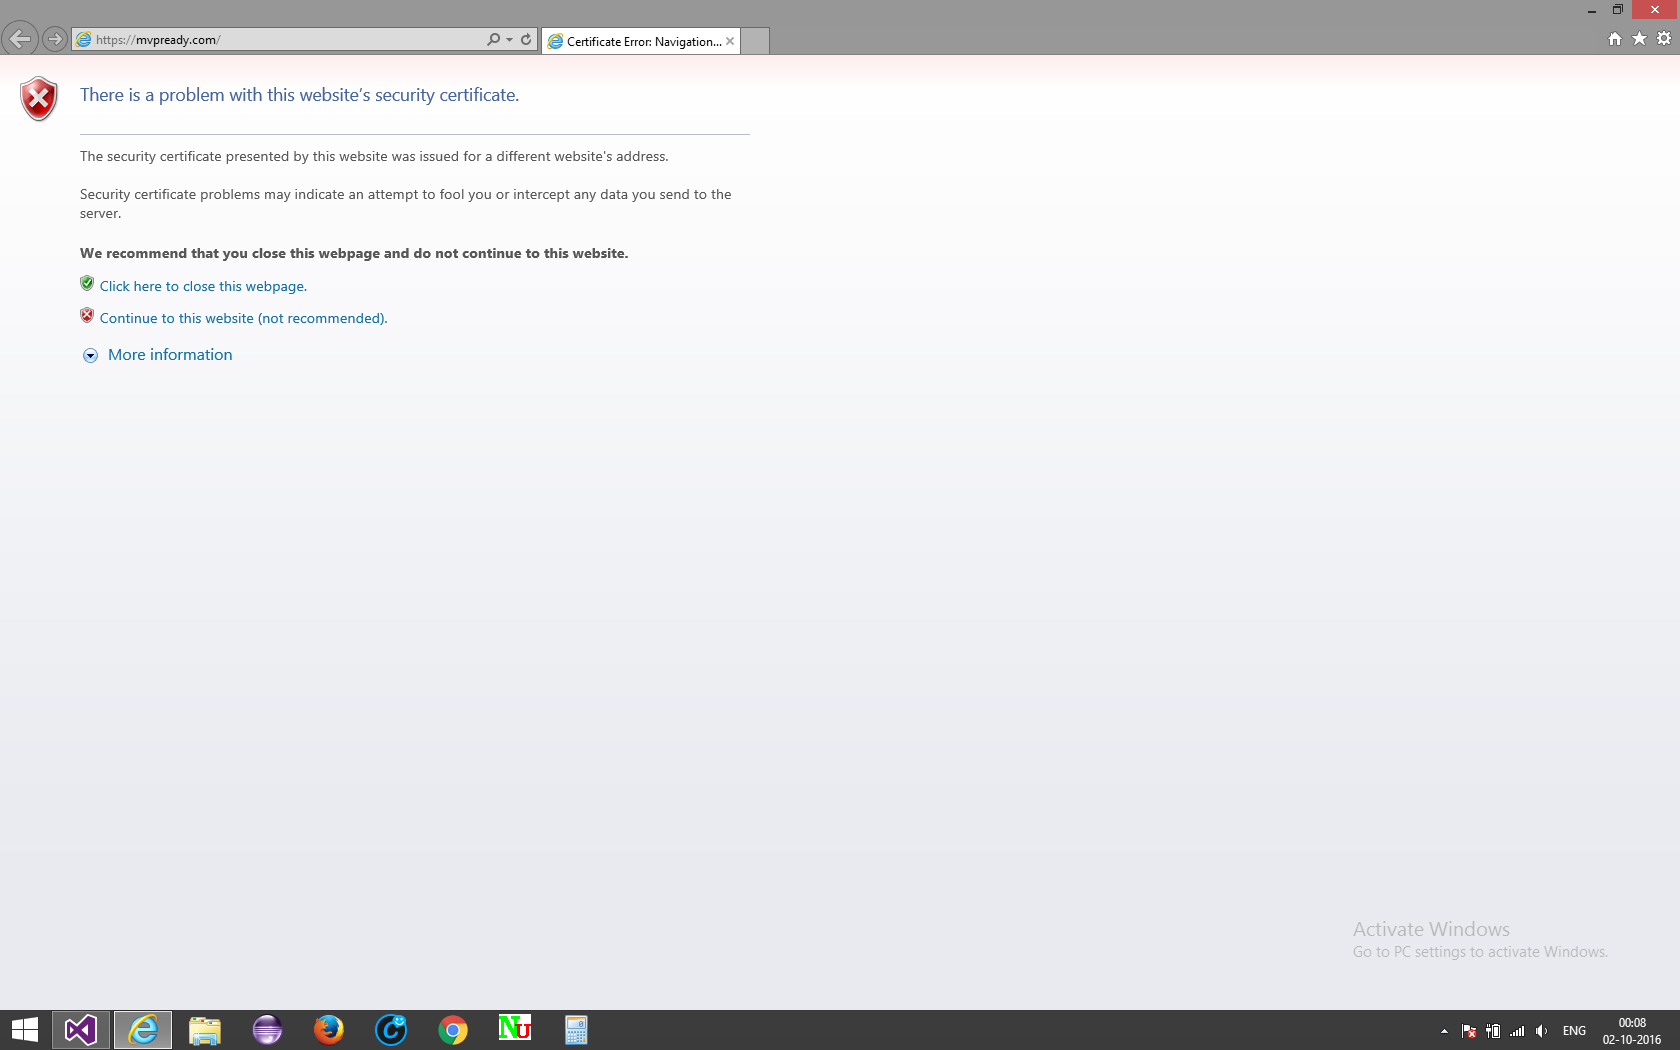 https://mvpready.com/
Certificate Error: Navigation...
There is a problem with this website’s security certificate.
The security certificate presented by this website was issued for a different website's address.
Security certificate problems may indicate an attempt to fool you or intercept any data you send to the
server.
We recommend that you close this webpage and do not continue to this website.
Click here to close this webpage.
Continue to this website (not recommended).
More information
Activate Windows
Go to PC settings to activate Windows.
NU
ENG
00:08
02-10-2016